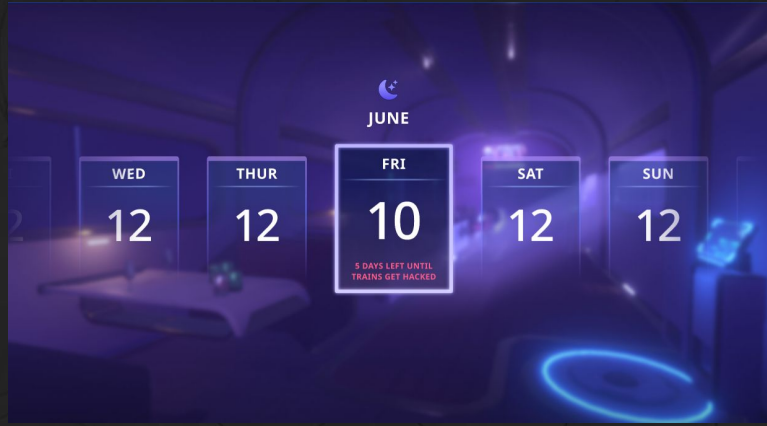 JUNE
WED
12
THUR
12
FRI
10
5 DAYS LEFT UNTIL
TRAINS GET HACKED
SAT
12
SUN
12